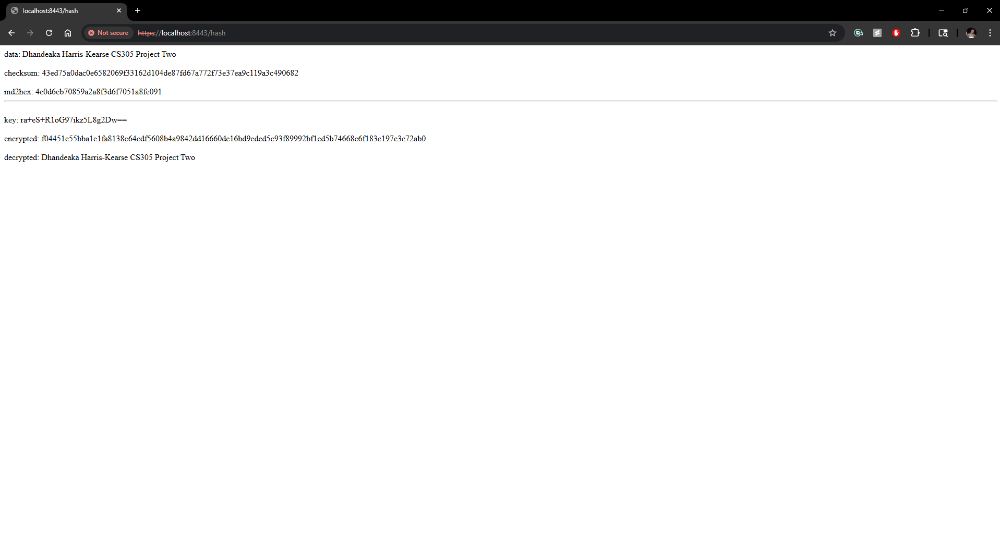 localhost:8443/hash
Not secure
https://localhost:8443/hash
data: Dhandeaka Harris-Kearse CS305 Project Two
checksum: 43ed75a0dac0e6582069f33162d104de87fd67a772f73e37ea9c119a3c490682
md2hex: 4e0d6eb70859a2a8f3d6f7051a8fe091
key: ra+eS+R1oG97ikz5L8g2Dw==
encrypted: f04451e55bba1e1fa8138c64cdf5608b4a9842dd16660dc16bd9eded5c93f89992bf1ed5b74668c6f183c197c3c72ab0
decrypted: Dhandeaka Harris-Kearse CS305 Project Two